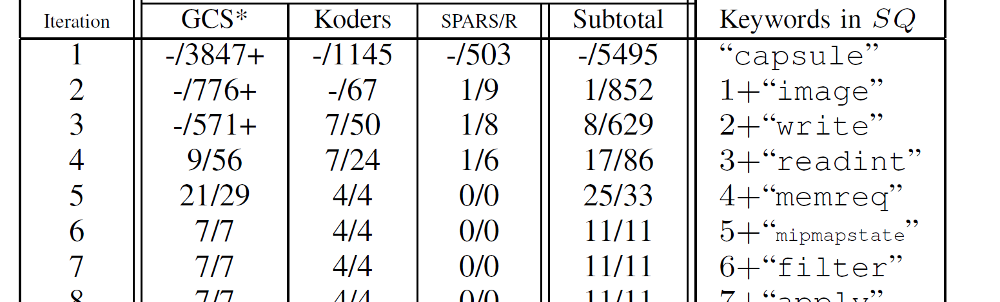 Iteration GCS* Koders SPARS/R Subtotal Keywords in SQ
1 -/3847+ -/1145 -/503 -/5495 “capsule”
2 -/776+ -/67 1/9 1/852 1+“image”
3 -/571+ 7/50 1/8 8/629 2+“write”
4 9/56 7/24 1/6 17/86 3+“readint”
5 21/29 4/4 0/0 25/33 4+“memreq”
6 7/7 4/4 0/0 11/11 5+“mipmapstate”
7 7/7 4/4 0/0 11/11 6+“filter”
8 7/7 4/4 0/0 11/11 7+“apply”